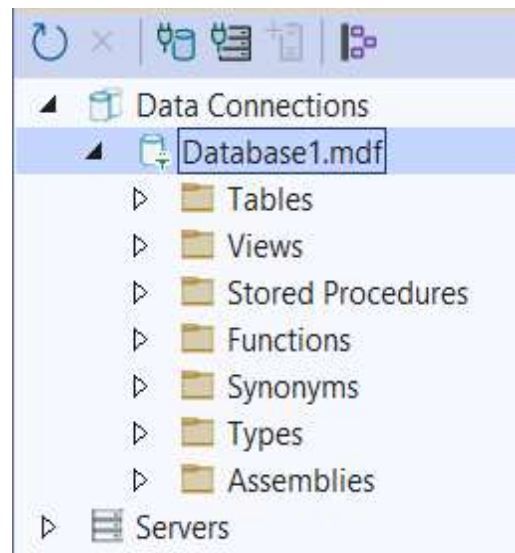 Data Connections
Database1.mdf
Tables
Views
Stored Procedures
Functions
Synonyms
Types
Assemblies
Servers